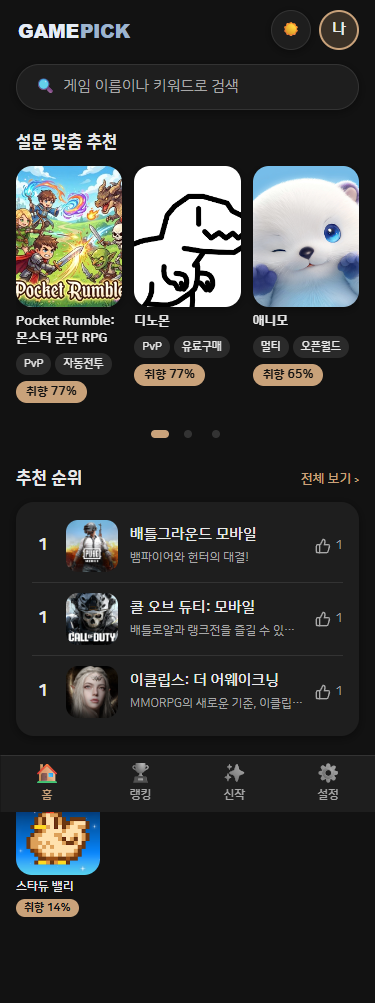 GAMEPICK
나
게임 이름이나 키워드로 검색
설문 맞춤 추천
Pocket Rumble
Pocket Rumble:
몬스터 군단 RPG
PvP 자동전투
취향 77%
디노몬
PvP 유료구매
취향 77%
애니모
멀티 오픈월드
취향 65%
추천 순위
전체 보기 >
1
PUBG
배틀그라운드 모바일
뱀파이어와 헌터의 대결!
1
1
CALL OF DUTY
콜 오브 듀티: 모바일
배틀로얄과 랭크전을 즐길 수 있…
1
1
이클립스: 더 어웨이크닝
MMORPG의 새로운 기준, 이클립…
1
홈
랭킹
신작
설정
스타듀 밸리
취향 14%